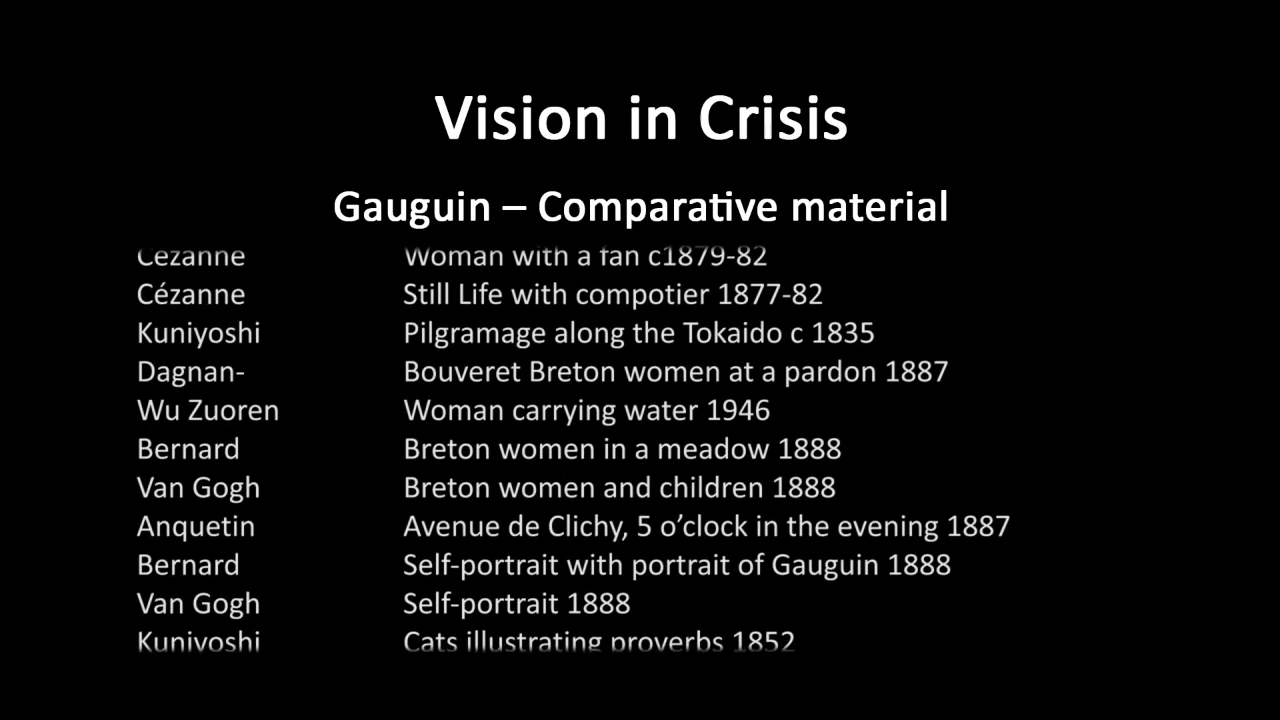 Vision in Crisis
Gauguin – Comparative material
Cézanne Woman with a fan c1879-82
Cézanne Still Life with compotier 1877-82
Kuniyoshi Pilgramage along the Tokaido c 1835
Dagnan- Bouveret Breton women at a pardon 1887
Wu Zuoren Woman carrying water 1946
Bernard Breton women in a meadow 1888
Van Gogh Breton women and children 1888
Anquetin Avenue de Clichy, 5 o’clock in the evening 1887
Bernard Self-portrait with portrait of Gauguin 1888
Van Gogh Self-portrait 1888
Kuniyoshi Cats illustrating proverbs 1852